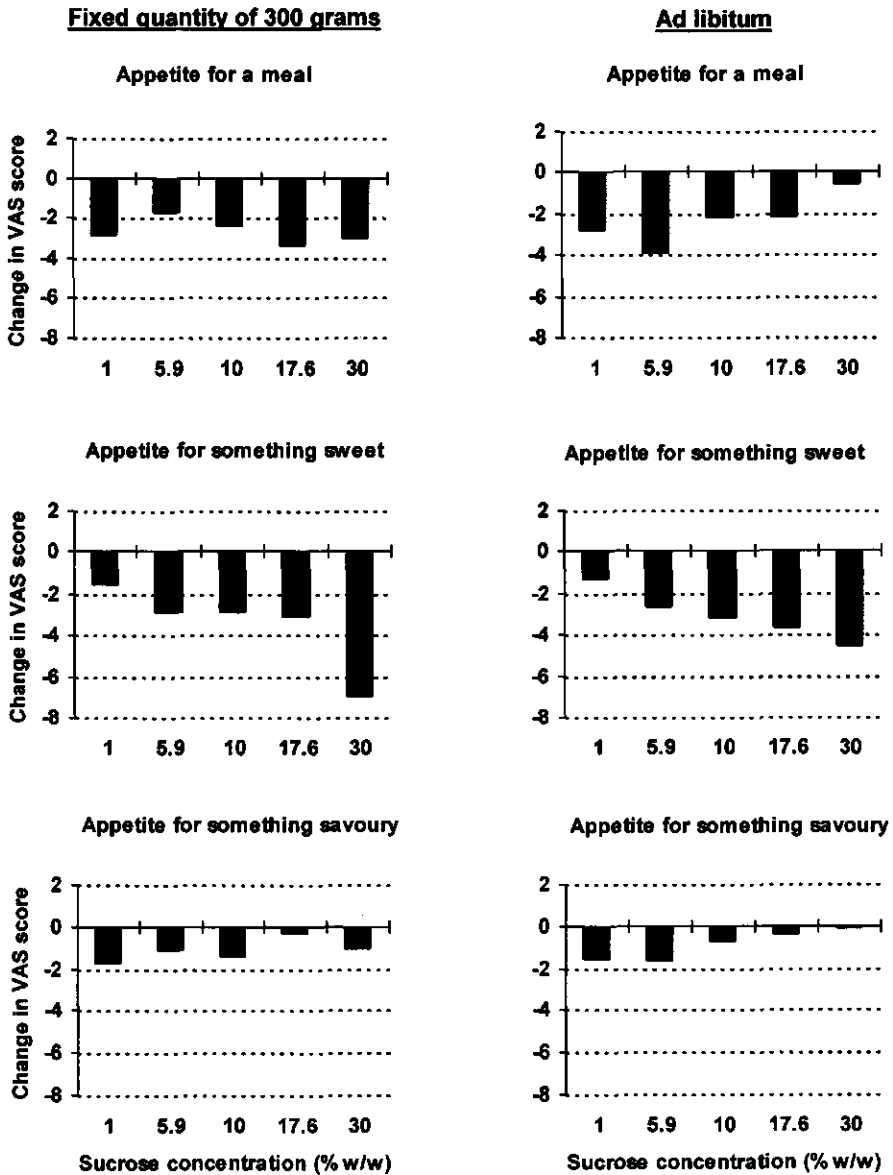 Fixed quantity of 300 grams
Appetite for a meal
Change in VAS score
2
0
-2
-4
-6
-8
1 5.9 10 17.6 30
Appetite for something sweet
Change in VAS score
2
0
-2
-4
-6
-8
1 5.9 10 17.6 30
Appetite for something savoury
Change in VAS score
2
0
-2
-4
-6
-8
1 5.9 10 17.6 30
Sucrose concentration (% w/w)
Ad libitum
Appetite for a meal
2
0
-2
-4
-6
-8
1 5.9 10 17.6 30
Appetite for something sweet
2
0
-2
-4
-6
-8
1 5.9 10 17.6 30
Appetite for something savoury
2
0
-2
-4
-6
-8
1 5.9 10 17.6 30
Sucrose concentration (% w/w)